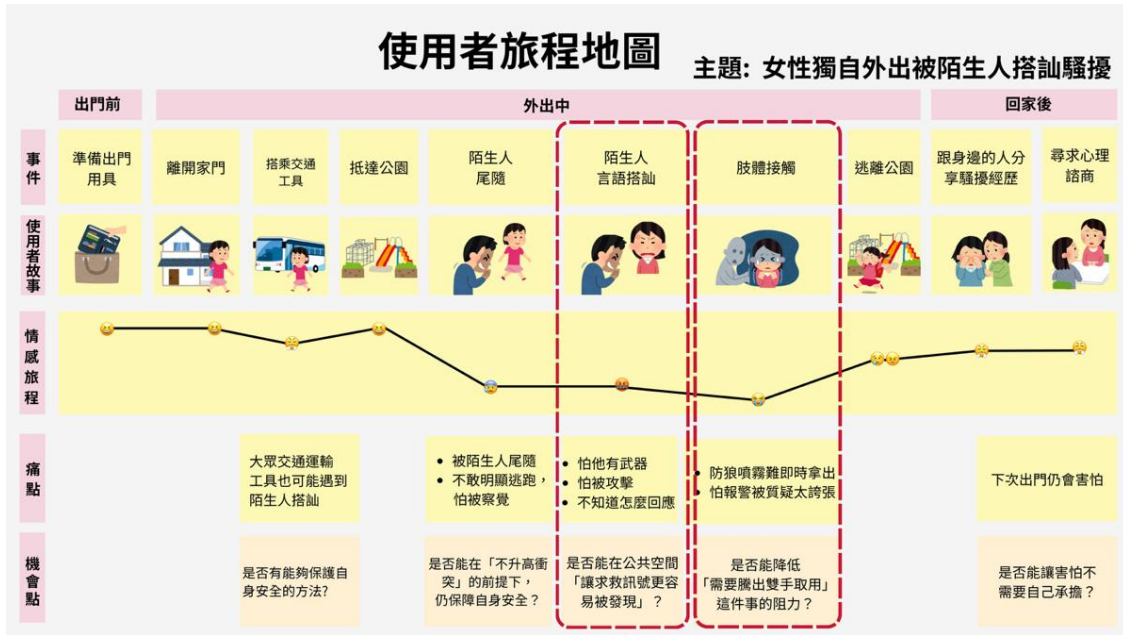 使用者旅程地圖
主題: 女性獨自外出被陌生人搭訕騷擾
出門前
外出中
回家後
事件
準備出門
用具
離開家門
搭乘交通
工具
抵達公園
陌生人
尾隨
陌生人
言語搭訕
肢體接觸
逃離公園
跟身邊的人分
享騷擾經歷
尋求心理
諮商
使用者故事
情感旅程
痛點
大眾交通運輸
工具也可能遇到
陌生人搭訕
• 被陌生人尾隨
• 不敢明顯逃跑，
怕被察覺
• 怕他有武器
• 怕被攻擊
• 不知道怎麼回應
• 防狼噴霧難即時拿出
• 怕報警被質疑太誇張
下次出門仍會害怕
機會點
是否有能夠保護自
身安全的方法?
是否能在「不升高衝
突」的前提下，
仍保障自身安全？
是否能在公共空間
「讓求救訊號更容
易被發現」？
是否能降低
「需要騰出雙手取用」
這件事的阻力？
是否能讓害怕不
需要自己承擔？